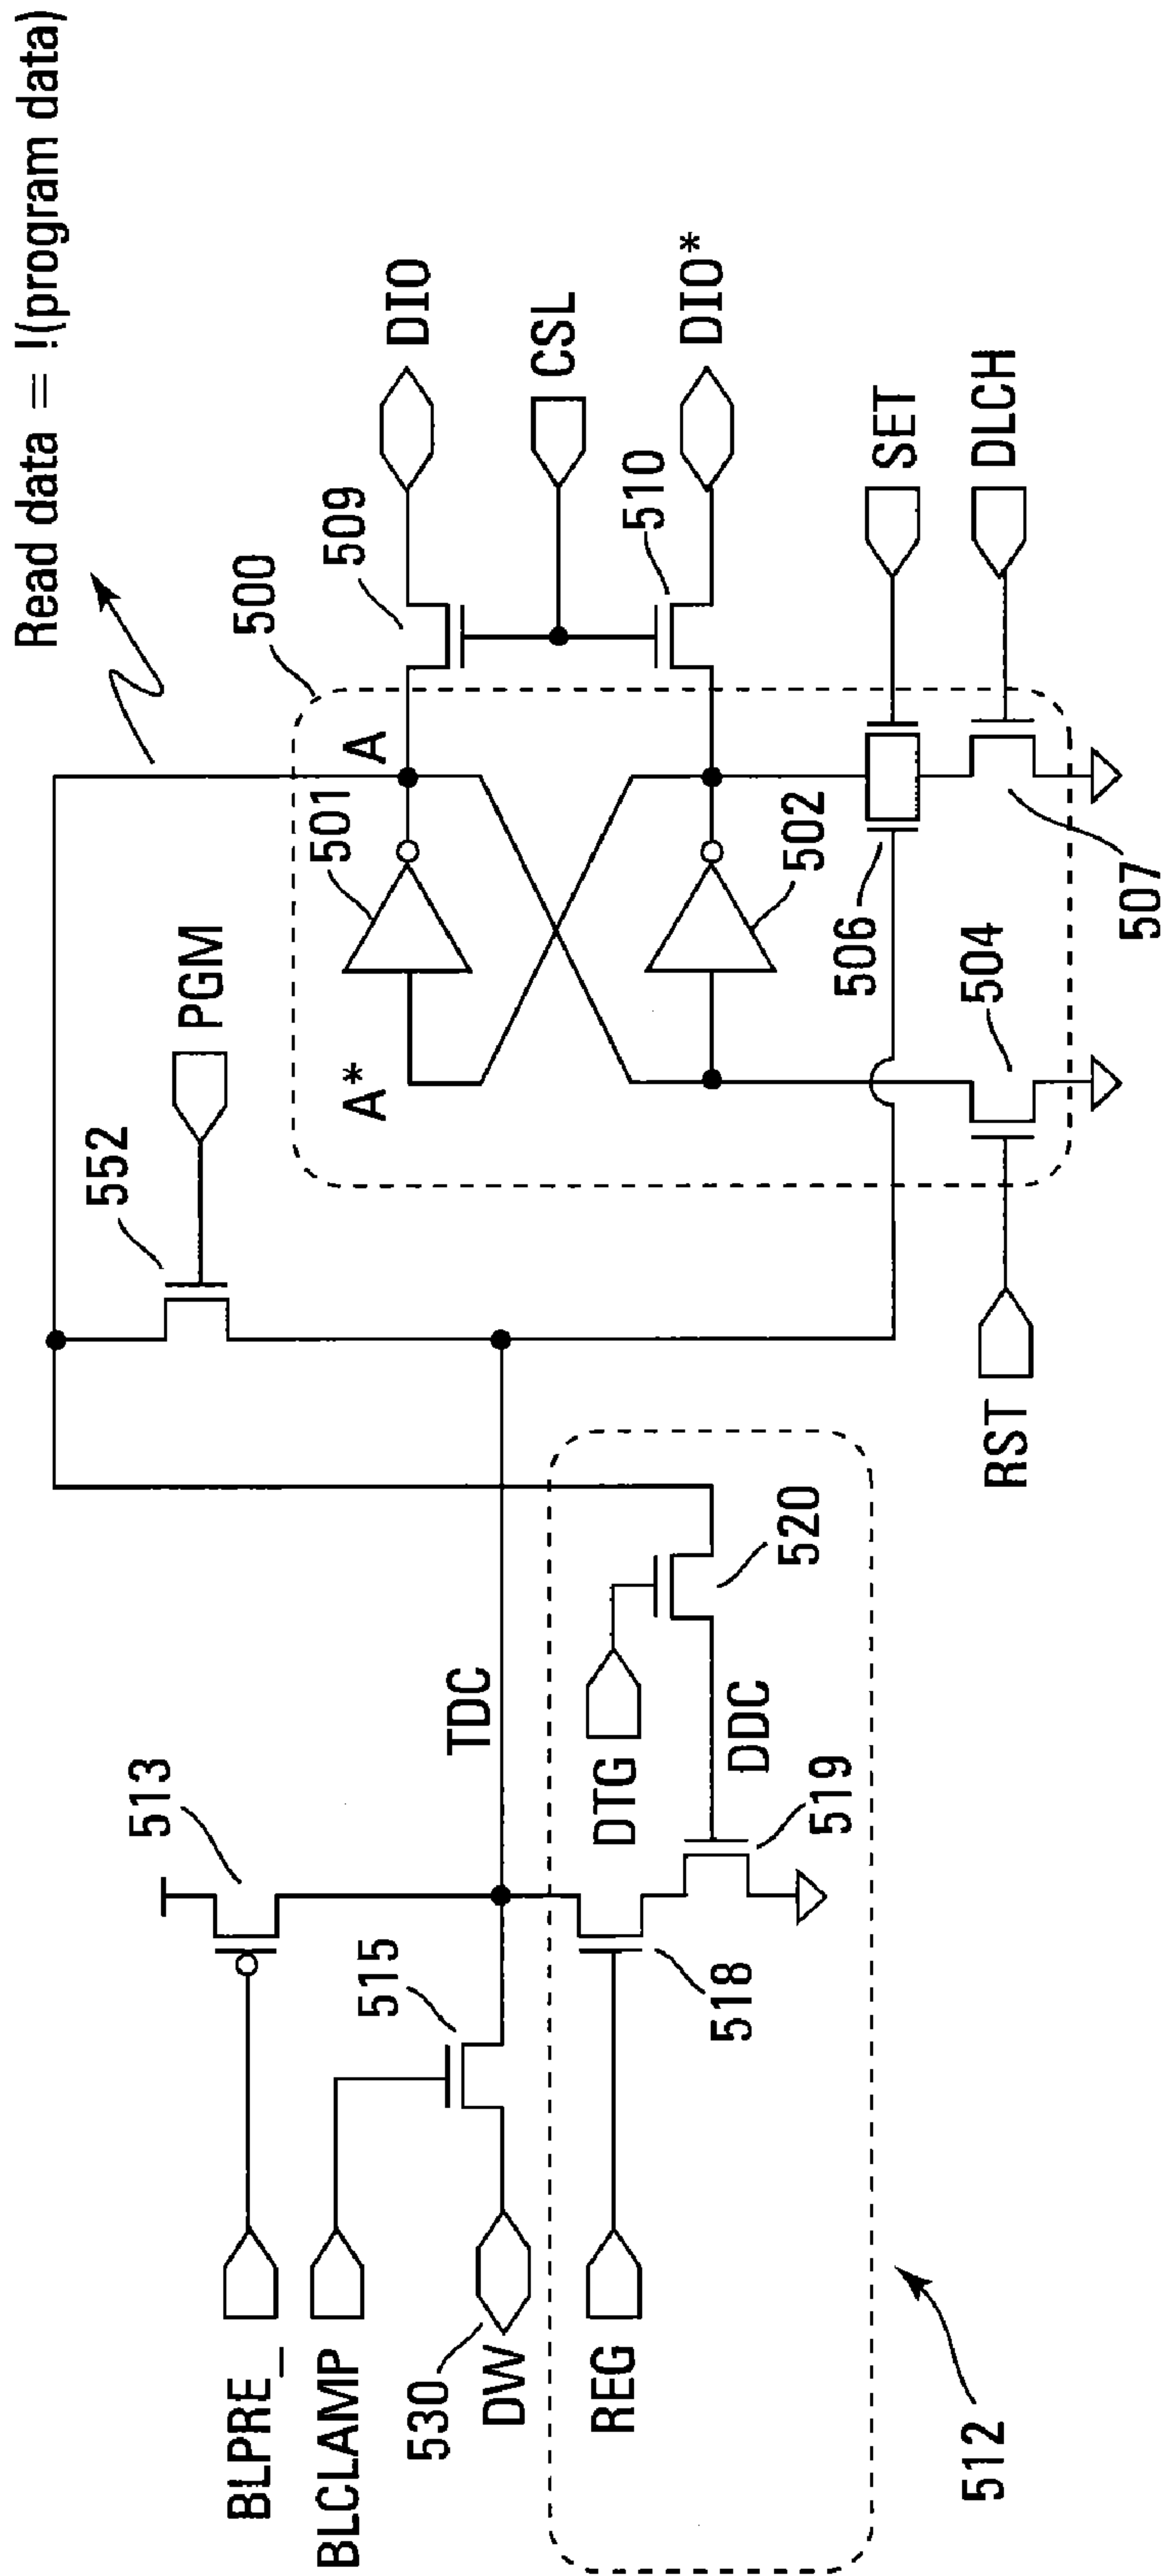 Read data = !(program data)
500
509
DIO
A
501
CSL
PGM
A*
552
510
DIO*
502
506
SET
504
507
DLCH
RST
513
TDC
520
DTG
DDC
519
515
518
BLPRE_
BLCLAMP
530
DW
REG
512